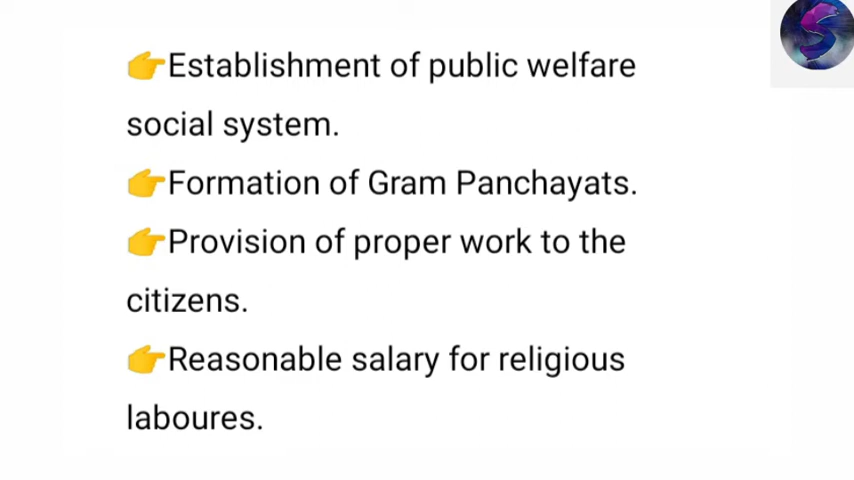 👉Establishment of public welfare
social system.
👉Formation of Gram Panchayats.
👉Provision of proper work to the
citizens.
👉Reasonable salary for religious
laboures.